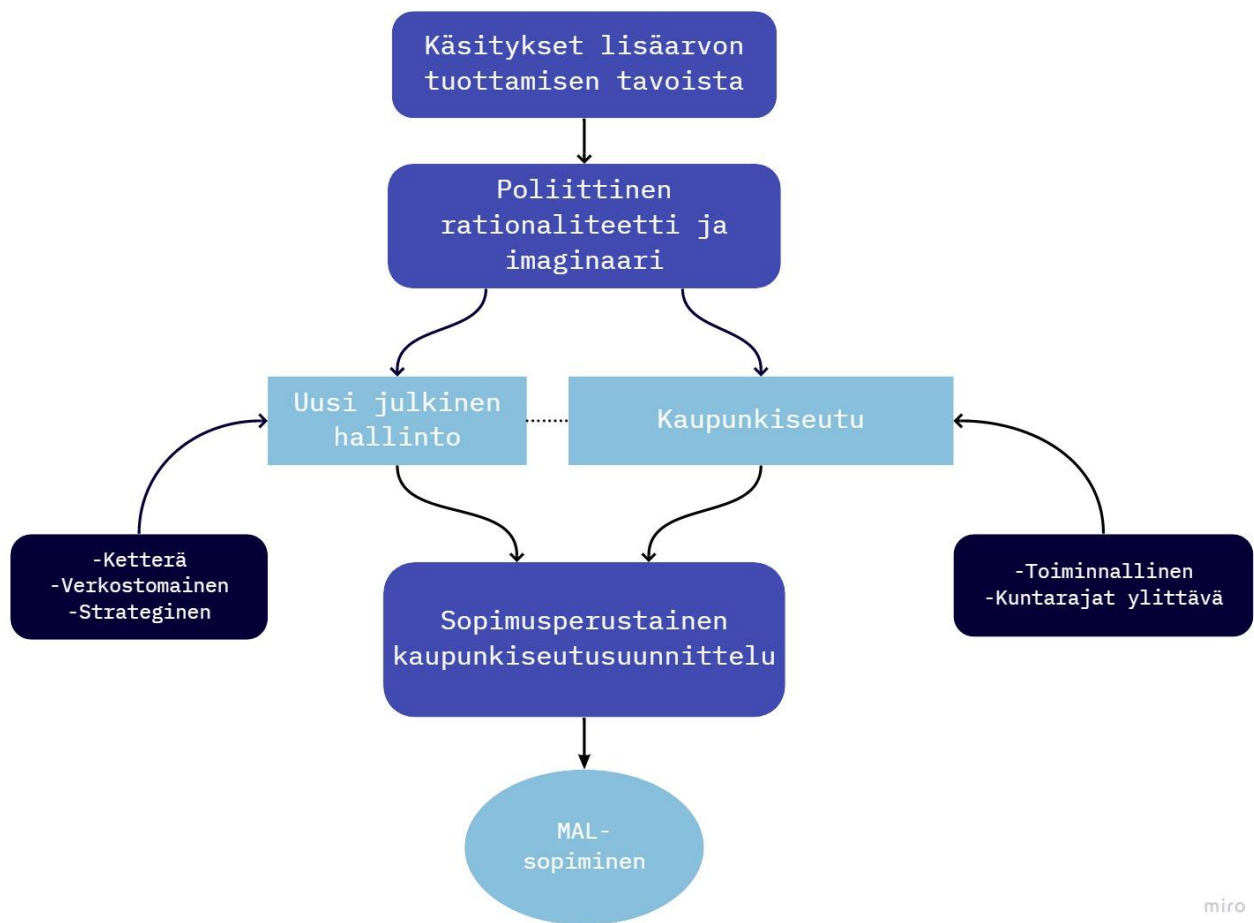 Käsitykset lisäarvon
tuottamisen tavoista
Poliittinen
rationaliteetti ja
imaginaari
Uusi julkinen
hallinto
Kaupunkiseutu
-Ketterä
-Verkostomainen
-Strateginen
-Toiminnallinen
-Kuntarajat ylittävä
Sopimusperustainen
kaupunkiseutusuunnittelu
MAL-
sopiminen
miro